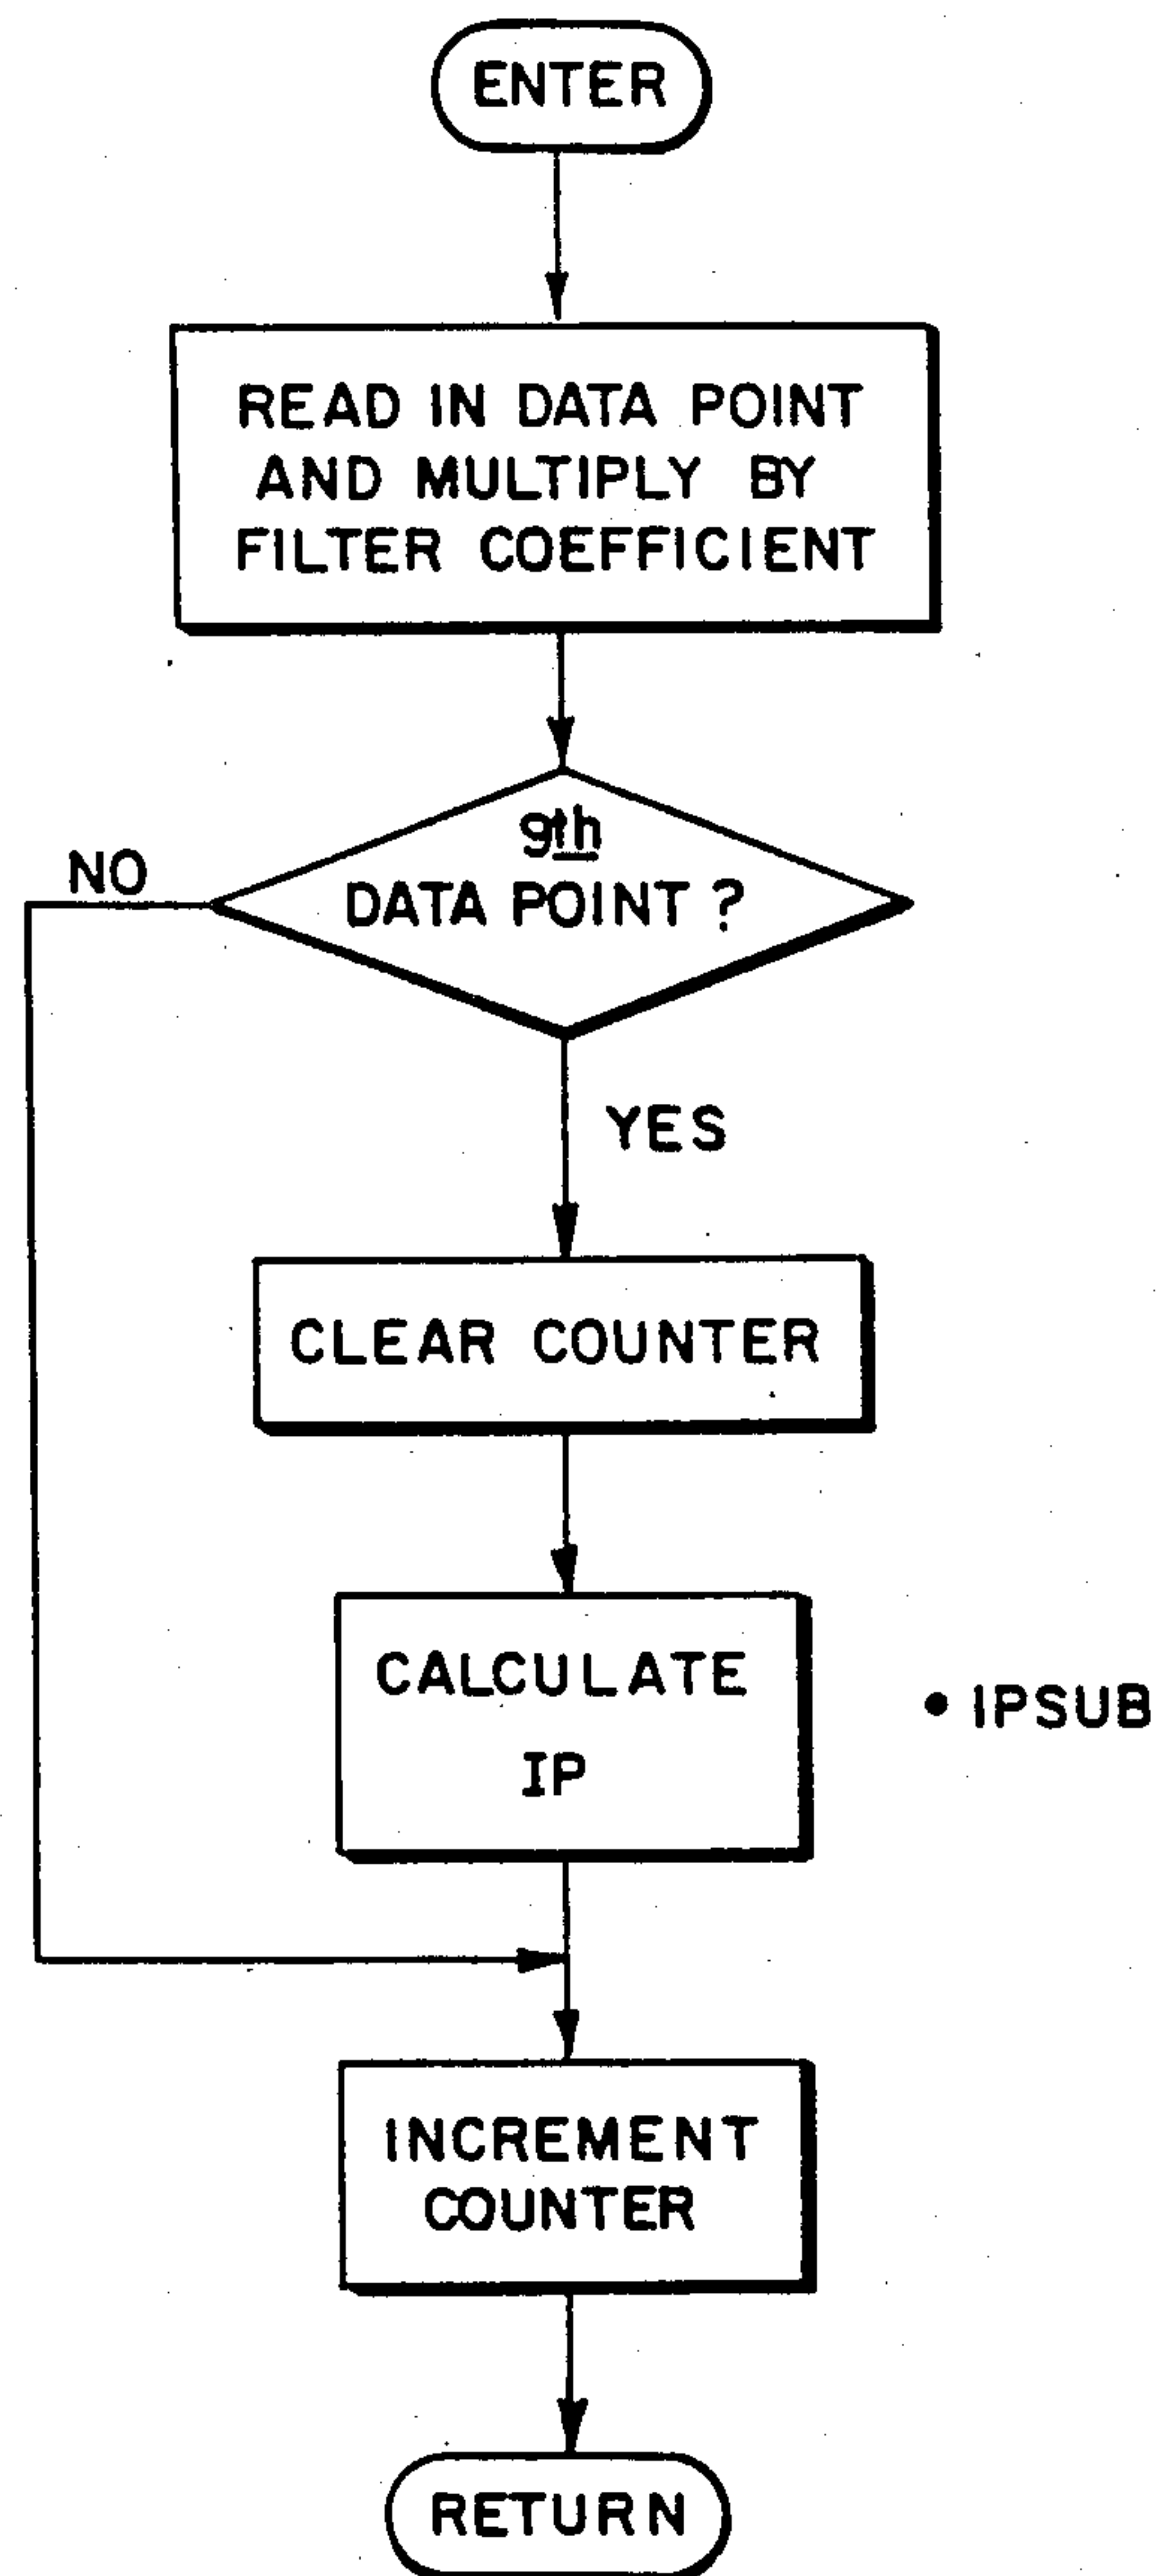 ENTER
READ IN DATA POINT
AND MULTIPLY BY
FILTER COEFFICIENT
9th
DATA POINT ?
NO
YES
CLEAR COUNTER
CALCULATE
IP
• IPSUB
INCREMENT
COUNTER
RETURN